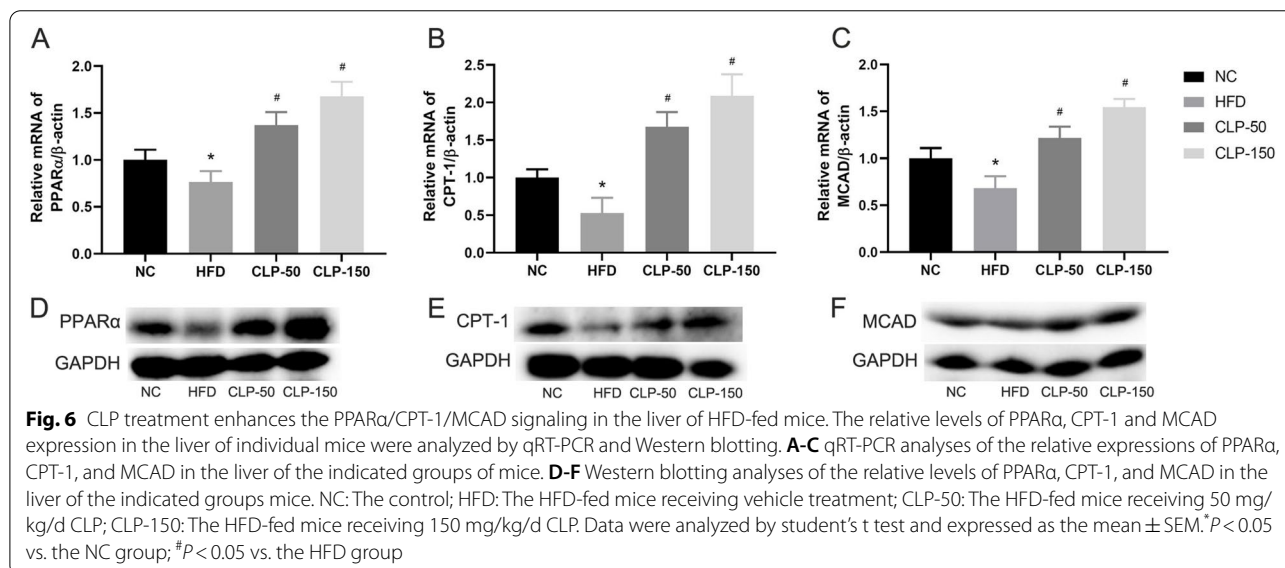 A
B
C
Relative mRNA of
PPARα/β-actin
2.0
1.5
1.0
0.5
0.0
*
#
#
NC HFD CLP-50 CLP-150
Relative mRNA of
CPT-1/β-actin
2.5
2.0
1.5
1.0
0.5
0.0
*
#
#
NC HFD CLP-50 CLP-150
Relative mRNA of
MCAD/β-actin
2.0
1.5
1.0
0.5
0.0
*
#
#
NC HFD CLP-50 CLP-150
NC
HFD
CLP-50
CLP-150
D
PPARα
GAPDH
NC HFD CLP-50 CLP-150
E
CPT-1
GAPDH
NC HFD CLP-50 CLP-150
F
MCAD
GAPDH
NC HFD CLP-50 CLP-150
Fig. 6 CLP treatment enhances the PPARα/CPT-1/MCAD signaling in the liver of HFD-fed mice. The relative levels of PPARα, CPT-1 and MCAD
expression in the liver of individual mice were analyzed by qRT-PCR and Western blotting. A-C qRT-PCR analyses of the relative expressions of PPARα,
CPT-1, and MCAD in the liver of the indicated groups of mice. D-F Western blotting analyses of the relative levels of PPARα, CPT-1, and MCAD in the
liver of the indicated groups mice. NC: The control; HFD: The HFD-fed mice receiving vehicle treatment; CLP-50: The HFD-fed mice receiving 50 mg/
kg/d CLP; CLP-150: The HFD-fed mice receiving 150 mg/kg/d CLP. Data were analyzed by student's t test and expressed as the mean ± SEM.*P < 0.05
vs. the NC group; #P < 0.05 vs. the HFD group